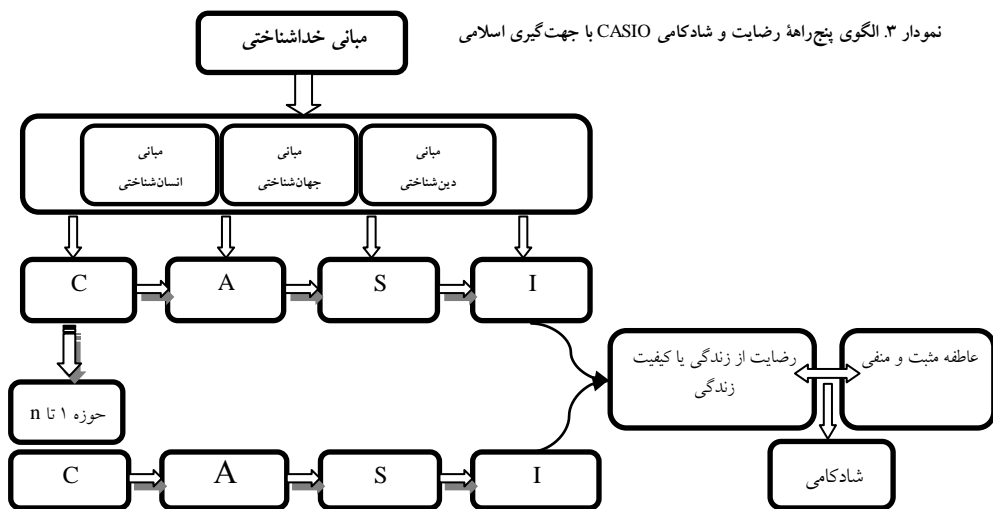 نمودار ۳. الگوی پنج‌راههٔ رضایت و شادکامی CASIO با جهت‌گیری اسلامی
مبانی خداشناختی
مبانی
دین‌شناختی
مبانی
جهان‌شناختی
مبانی
انسان‌شناختی
C
A
S
I
حوزه ۱ تا n
رضایت از زندگی یا کیفیت
زندگی
عاطفه مثبت و منفی
شادکامی
C
A
S
I